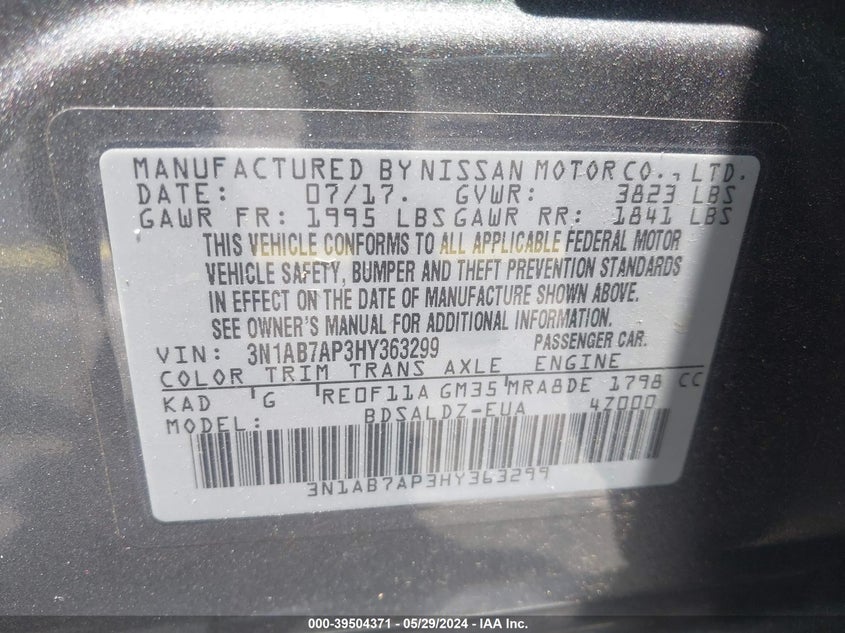 MANUFACTURED BY NISSAN MOTOR CO., LTD.
DATE: 07/17. GVWR: 3823 LBS
GAWR FR: 1995 LBS GAWR RR: 1841 LBS
THIS VEHICLE CONFORMS TO ALL APPLICABLE FEDERAL MOTOR
VEHICLE SAFETY, BUMPER AND THEFT PREVENTION STANDARDS
IN EFFECT ON THE DATE OF MANUFACTURE SHOWN ABOVE.
SEE OWNER'S MANUAL FOR ADDITIONAL INFORMATION.
VIN: 3N1AB7AP3HY363299 PASSENGER CAR.
COLOR TRIM TRANS AXLE ENGINE
KAD G RE0F11A GM35 MRA8DE 1798 CC
MODEL: BDSALDZ-EUA 4Z000
3N1AB7AP3HY363299
000-39504371 - 05/29/2024 - IAA Inc.